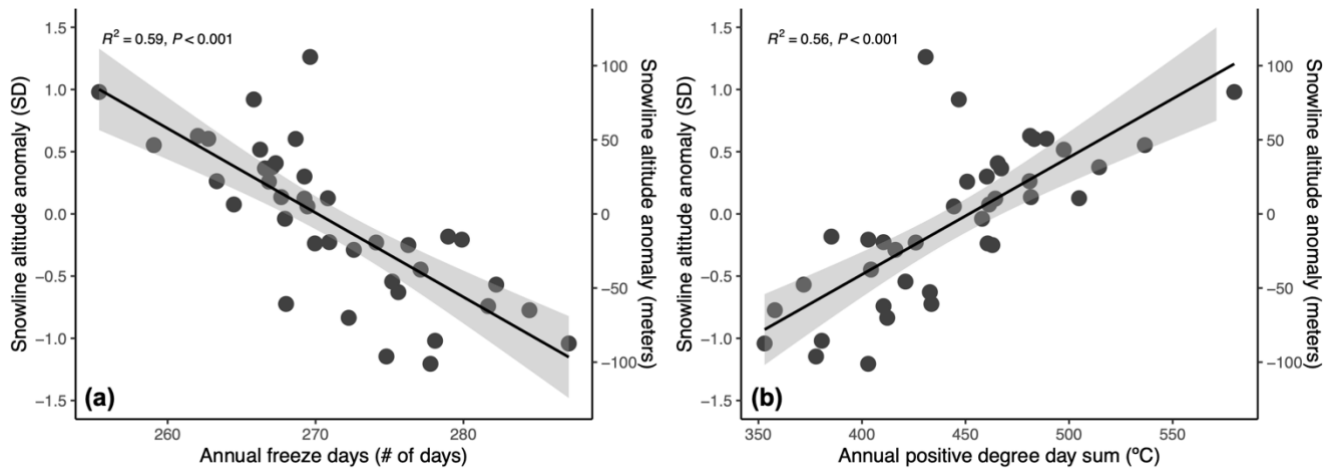 R² = 0.59, P < 0.001
1.5
1.0
0.5
0.0
−0.5
−1.0
−1.5
Snowline altitude anomaly (SD)
100
50
0
−50
−100
Snowline altitude anomaly (meters)
(a)
260 270 280
Annual freeze days (# of days)
R² = 0.56, P < 0.001
1.5
1.0
0.5
0.0
−0.5
−1.0
−1.5
Snowline altitude anomaly (SD)
100
50
0
−50
−100
Snowline altitude anomaly (meters)
(b)
350 400 450 500 550
Annual positive degree day sum (ºC)